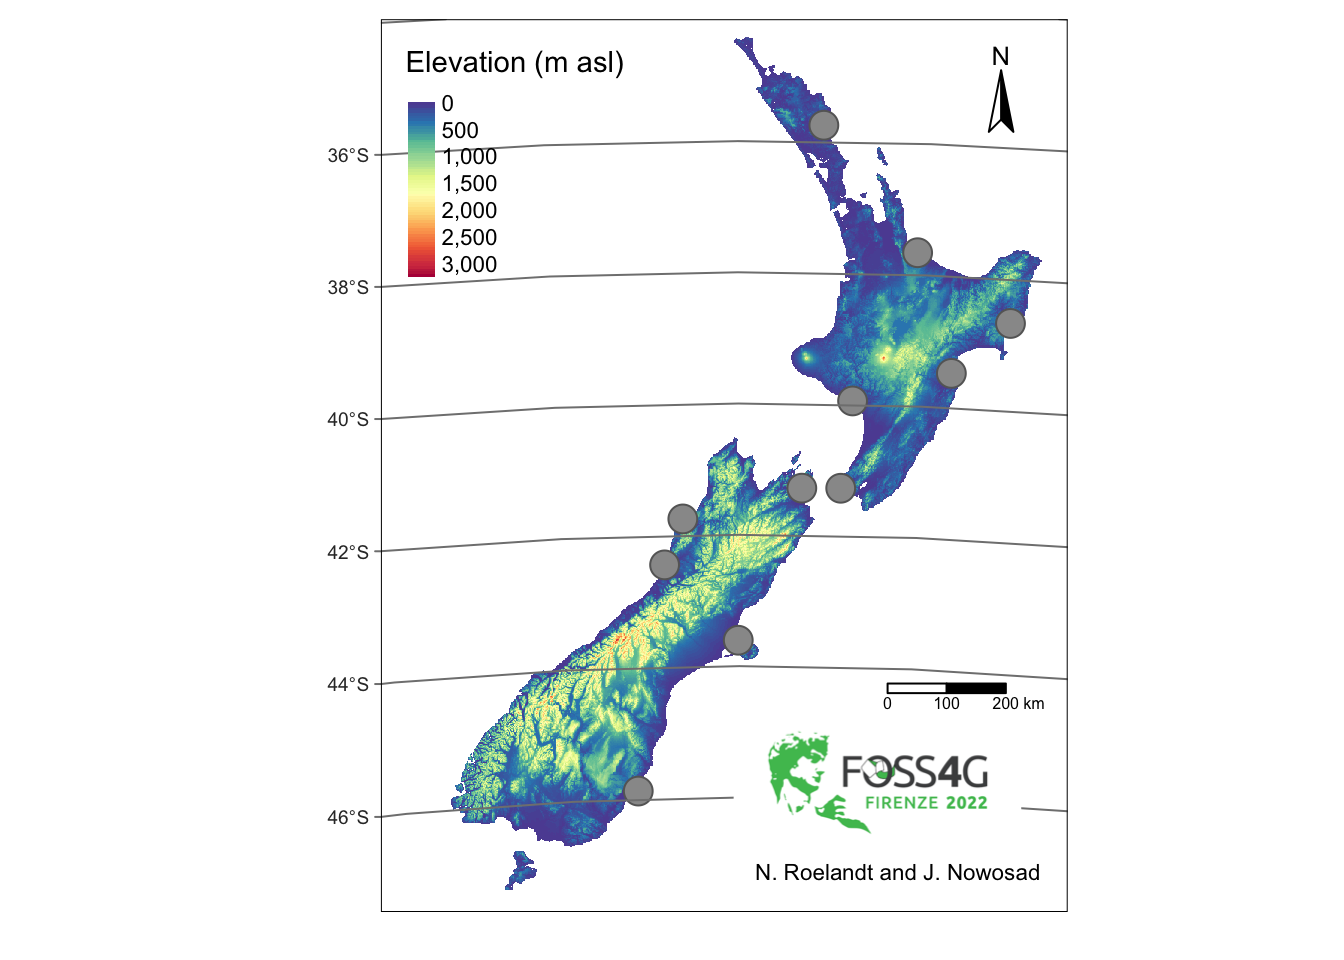 Elevation (m asl)
0
500
1,000
1,500
2,000
2,500
3,000
N
36°S
38°S
40°S
42°S
44°S
46°S
0 100 200 km
FOSS4G
FIRENZE 2022
N. Roelandt and J. Nowosad